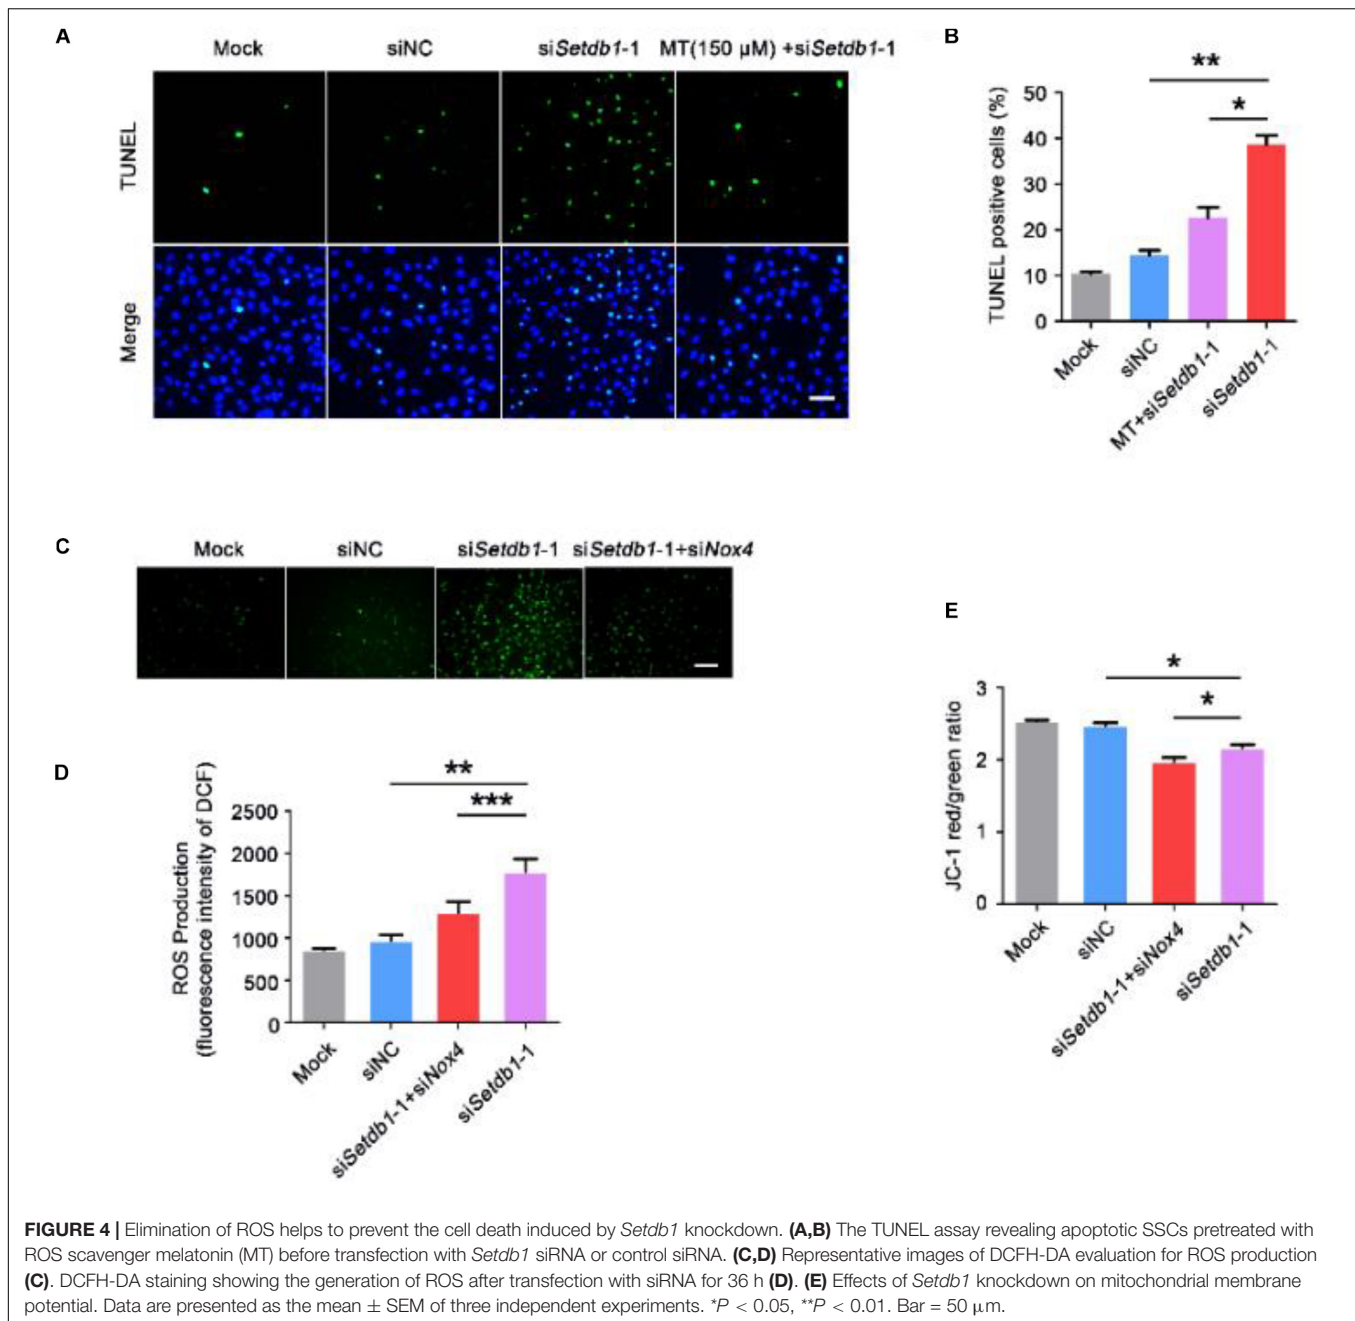 A
Mock
siNC
siSetdb1-1
MT(150 μM) +siSetdb1-1
TUNEL
Merge
B
**
*
TUNEL positive cells (%)
50
40
30
20
10
0
Mock
siNC
MT+siSetdb1-1
siSetdb1-1
C
Mock
siNC
siSetdb1-1
siSetdb1-1+siNox4
D
**
***
ROS Production
(fluorescence intensity of DCF)
2500
2000
1500
1000
500
0
Mock
siNC
siSetdb1-1+siNox4
siSetdb1-1
E
*
*
JC-1 red/green ratio
3
2
1
0
Mock
siNC
siSetdb1-1+siNox4
siSetdb1-1
FIGURE 4 | Elimination of ROS helps to prevent the cell death induced by Setdb1 knockdown. (A,B) The TUNEL assay revealing apoptotic SSCs pretreated with
ROS scavenger melatonin (MT) before transfection with Setdb1 siRNA or control siRNA. (C,D) Representative images of DCFH-DA evaluation for ROS production
(C). DCFH-DA staining showing the generation of ROS after transfection with siRNA for 36 h (D). (E) Effects of Setdb1 knockdown on mitochondrial membrane
potential. Data are presented as the mean ± SEM of three independent experiments. *P < 0.05, **P < 0.01. Bar = 50 μm.